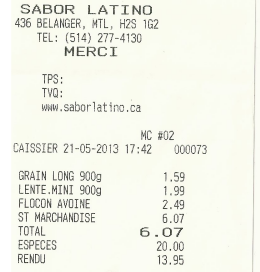 SABOR LATINO
436 BELANGER, MTL, H2S 1G2
TEL: (514) 277-4130
MERCI
TPS:
TVQ:
www.saborlatino.ca
MC #02
CAISSIER 21-05-2013 17:42 000073
GRAIN LONG 900g 1.59
LENTE.MINI 900g 1.99
FLOCON AVOINE 2.49
ST MARCHANDISE 6.07
TOTAL 6.07
ESPECES 20.00
RENDU 13.95